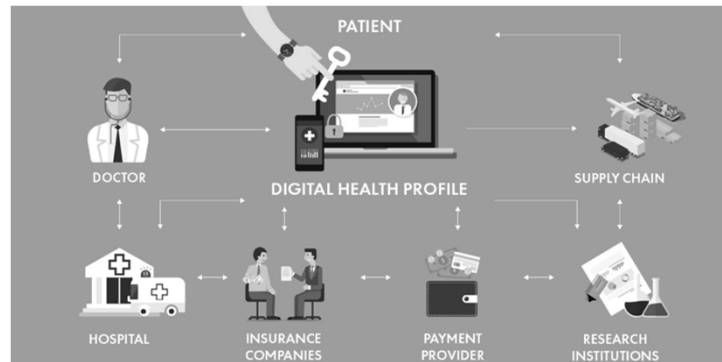 PATIENT
DOCTOR
DIGITAL HEALTH PROFILE
SUPPLY CHAIN
HOSPITAL
INSURANCE
COMPANIES
PAYMENT
PROVIDER
RESEARCH
INSTITUTIONS